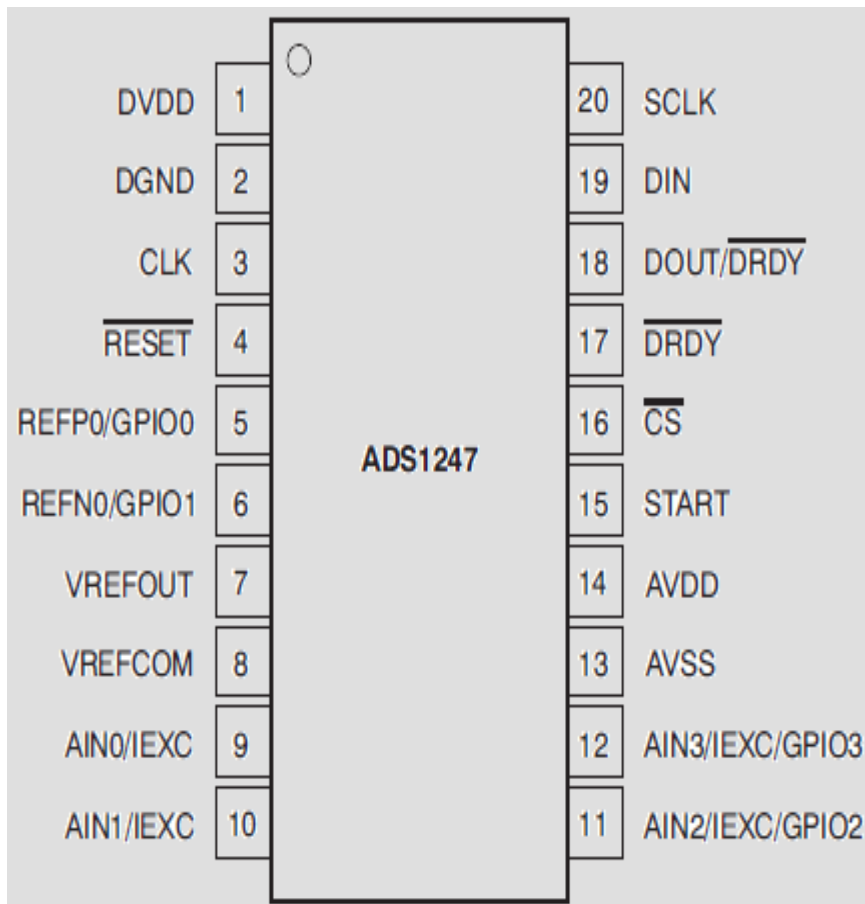 DVDD 1 20 SCLK
DGND 2 19 DIN
CLK 3 18 DOUT/DRDY
RESET 4 17 DRDY
REFP0/GPIO0 5 16 CS
ADS1247
REFN0/GPIO1 6 15 START
VREFOUT 7 14 AVDD
VREFCOM 8 13 AVSS
AIN0/IEXC 9 12 AIN3/IEXC/GPIO3
AIN1/IEXC 10 11 AIN2/IEXC/GPIO2